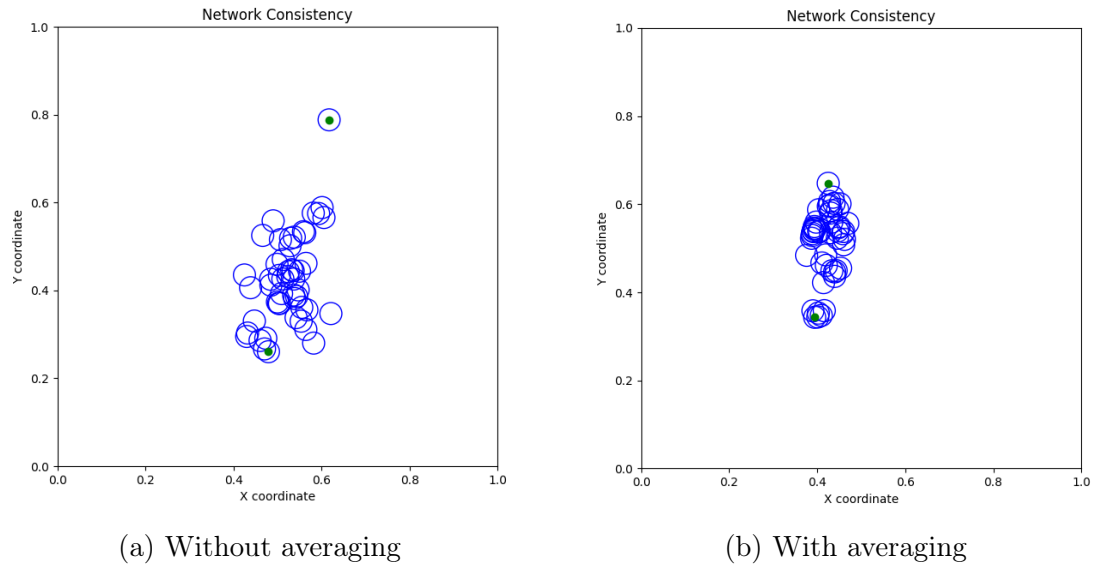 Network Consistency
1.0
0.8
0.6
0.4
0.2
0.0
Y coordinate
0.0 0.2 0.4 0.6 0.8 1.0
X coordinate
(a) Without averaging
Network Consistency
1.0
0.8
0.6
0.4
0.2
0.0
Y coordinate
0.0 0.2 0.4 0.6 0.8 1.0
X coordinate
(b) With averaging